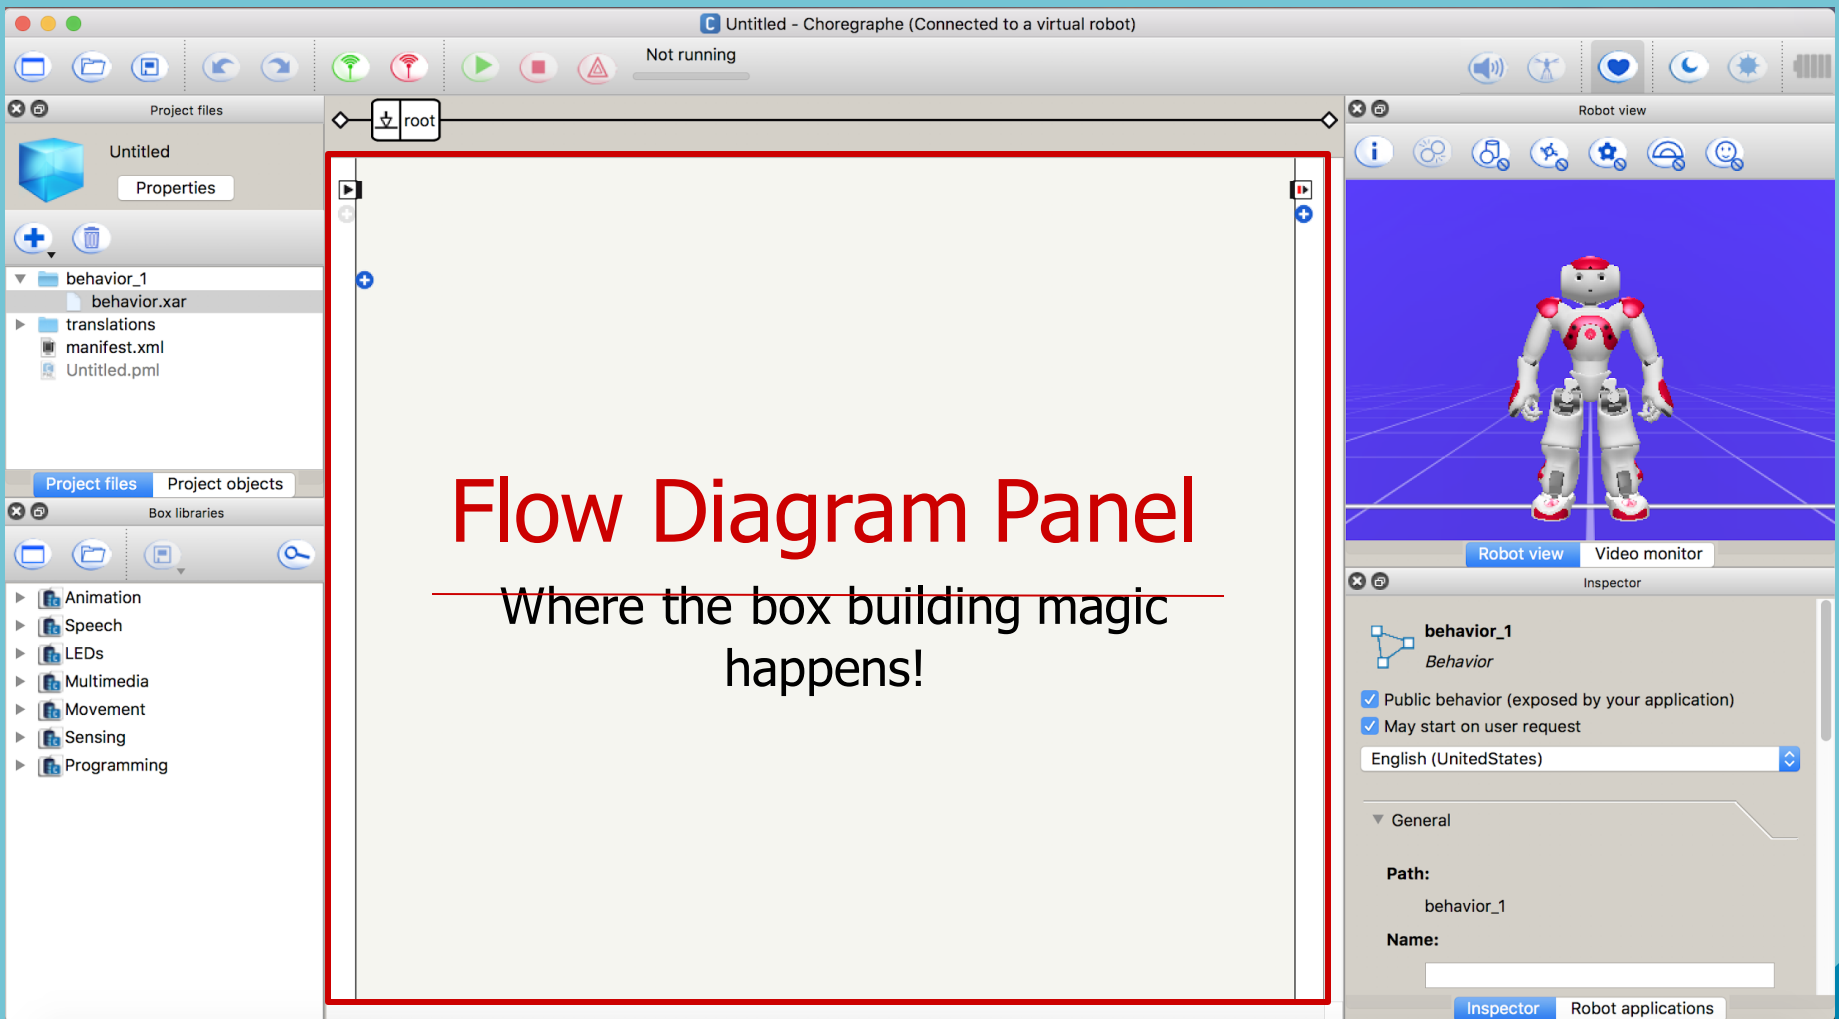 Untitled - Choregraphe (Connected to a virtual robot)
Not running
Project files
Untitled
Properties
behavior_1
behavior.xar
translations
manifest.xml
Untitled.pml
Project files
Project objects
Box libraries
Animation
Speech
LEDs
Multimedia
Movement
Sensing
Programming
root
Flow Diagram Panel
Where the box building magic
happens!
Robot view
Robot view
Video monitor
Inspector
behavior_1
Behavior
Public behavior (exposed by your application)
May start on user request
English (UnitedStates)
General
Path:
behavior_1
Name:
Inspector
Robot applications